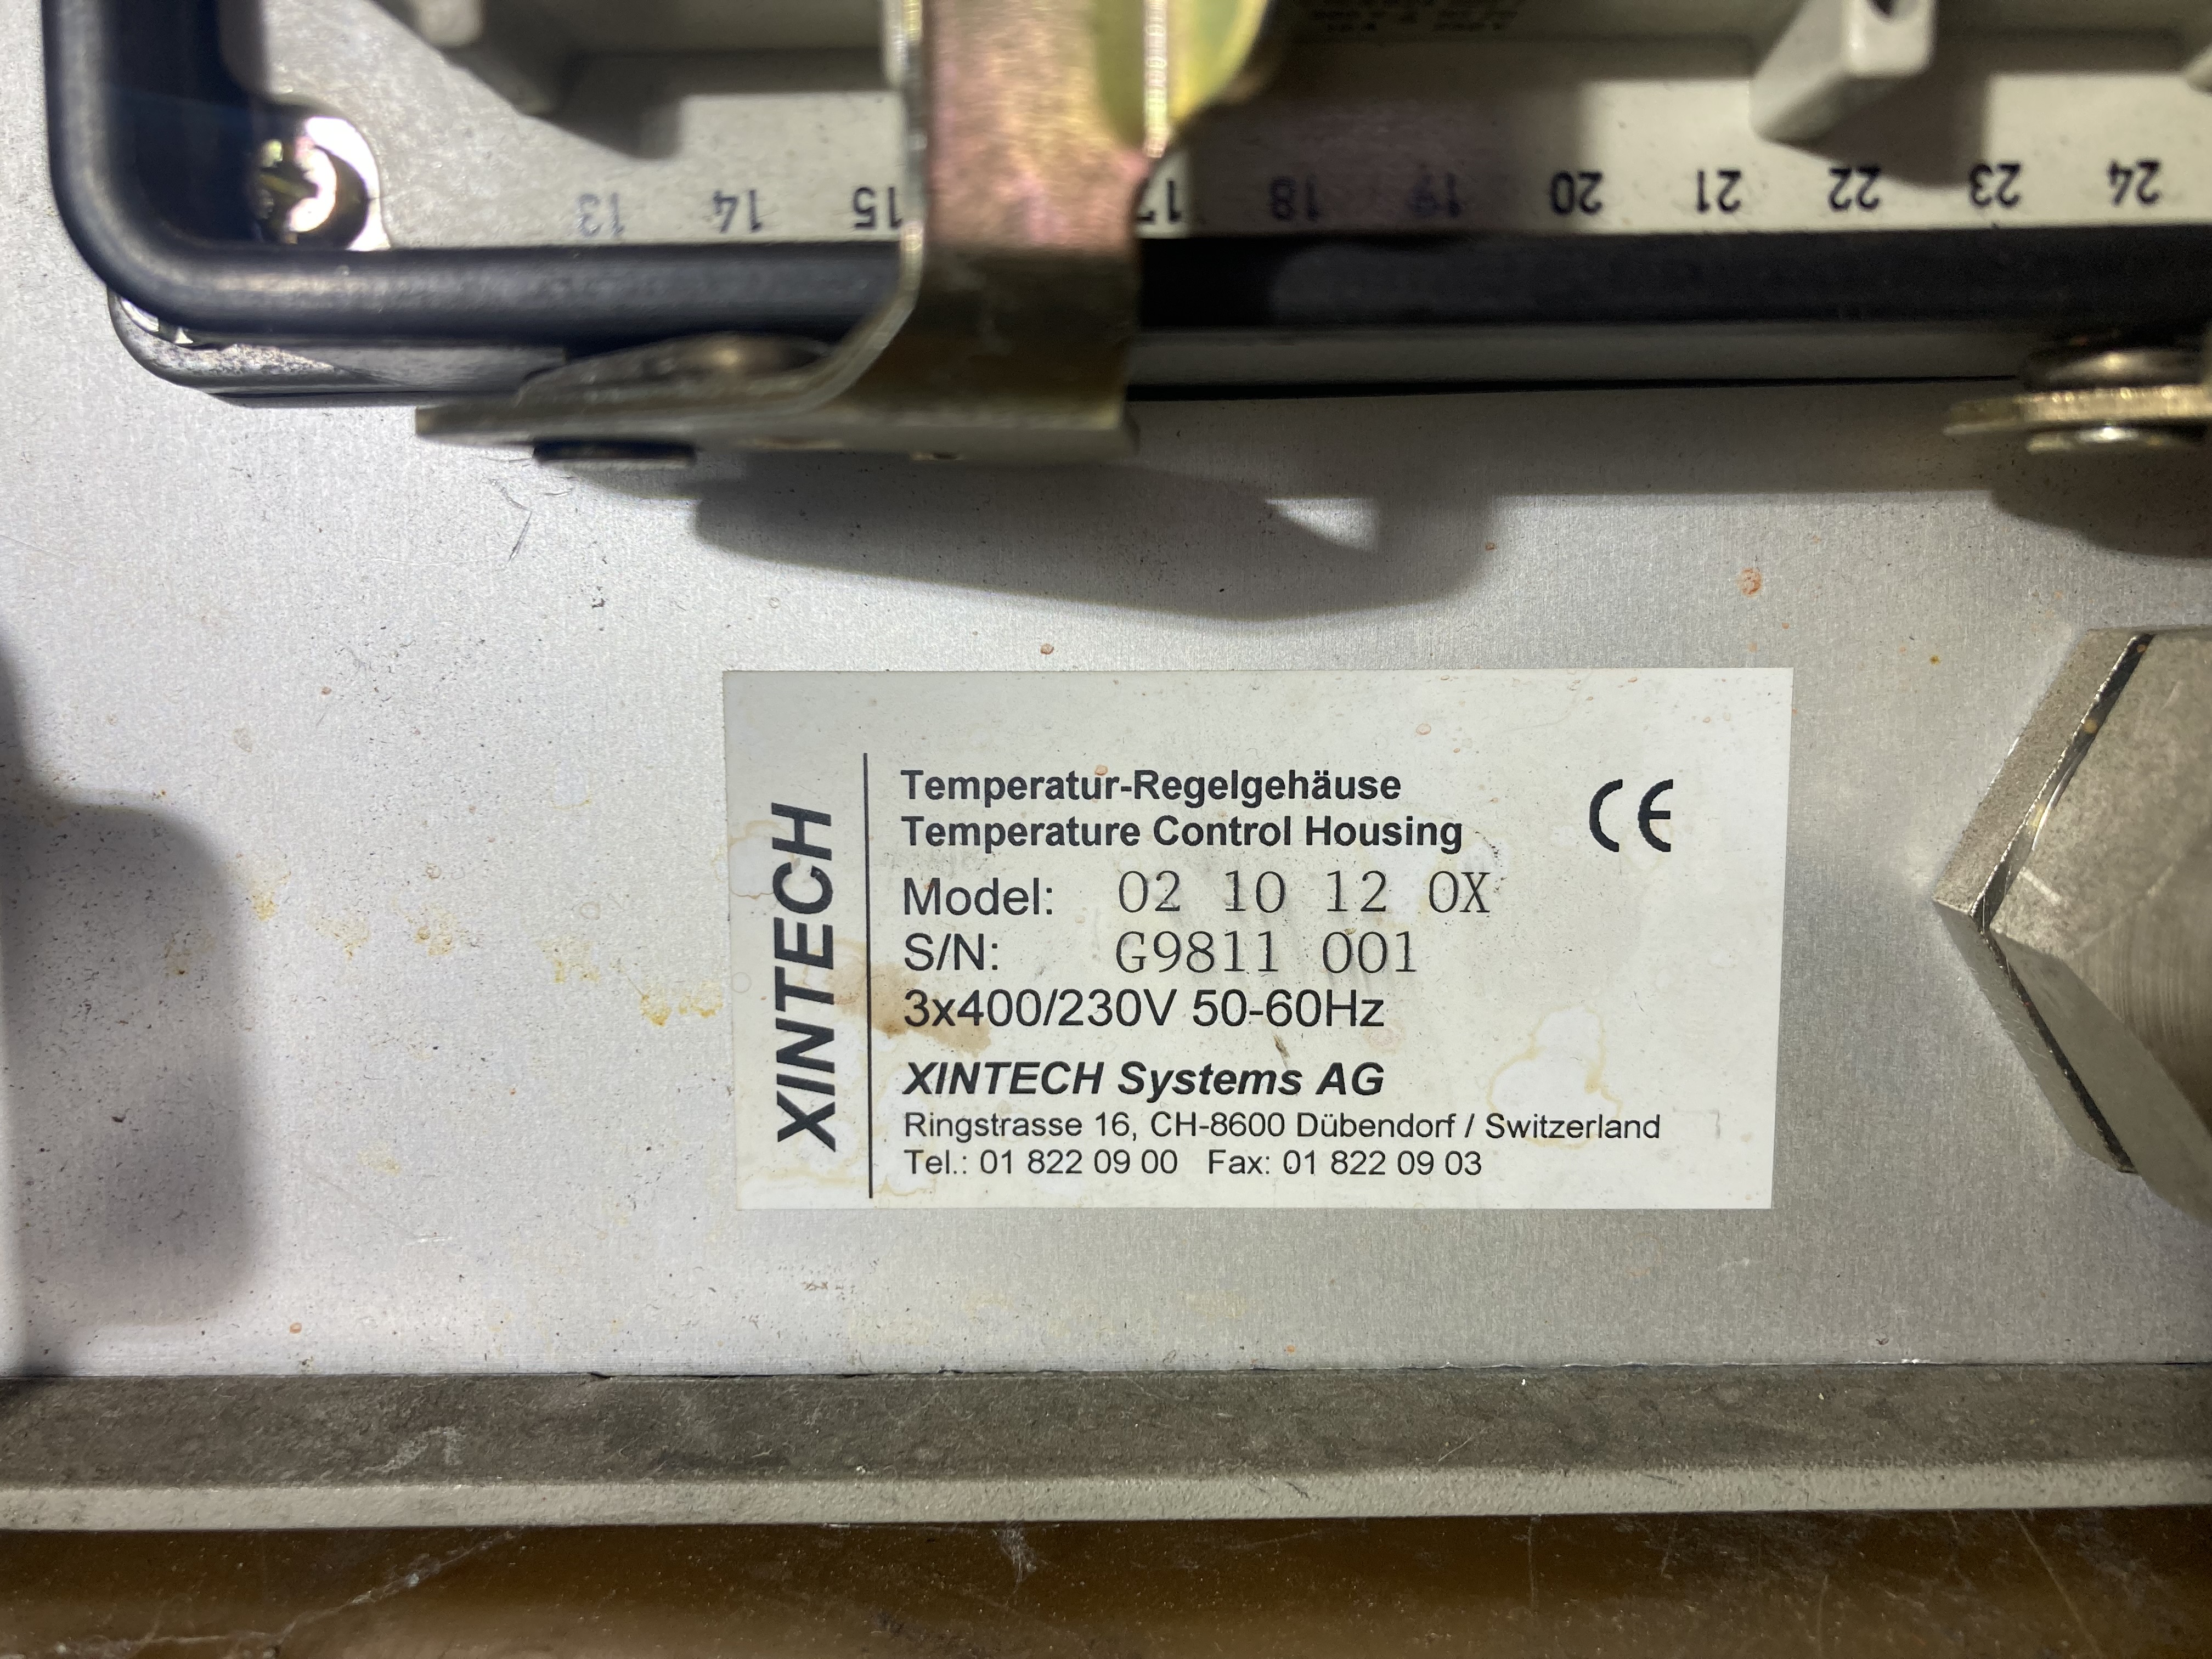 13 14 15 17 18 19 20 21 22 23 24
XINTECH
Temperatur-Regelgehäuse
Temperature Control Housing
CE
Model: 02 10 12 0X
S/N: G9811 001
3x400/230V 50-60Hz
XINTECH Systems AG
Ringstrasse 16, CH-8600 Dübendorf / Switzerland
Tel.: 01 822 09 00 Fax: 01 822 09 03